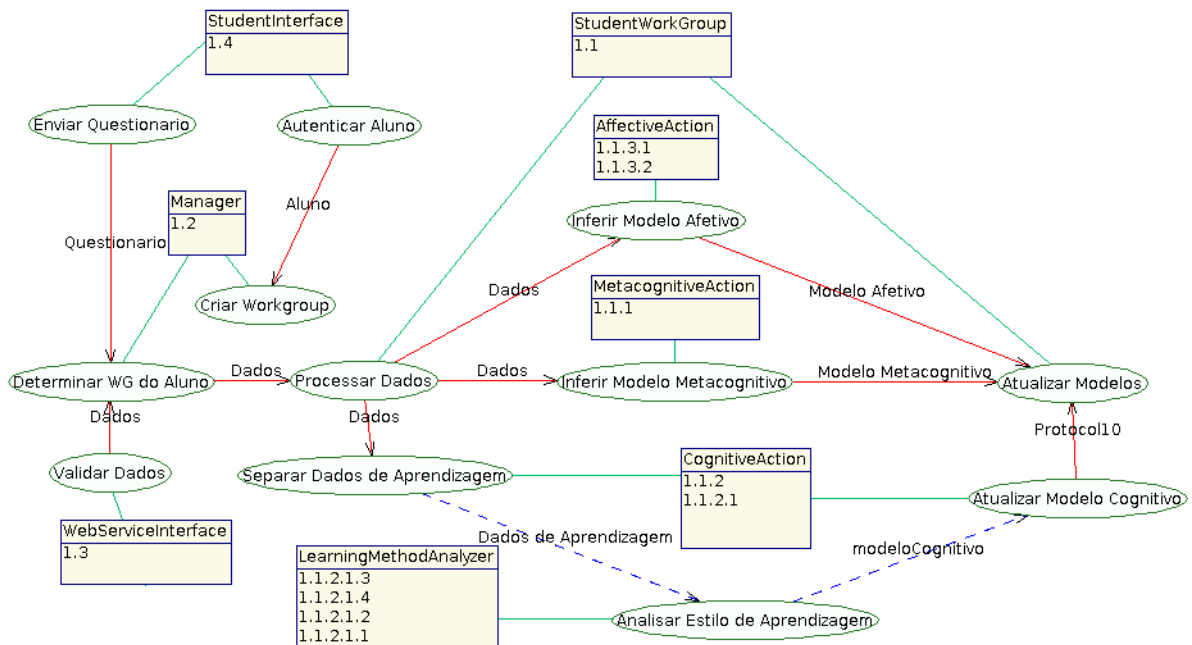 StudentInterface
1.4
StudentWorkGroup
1.1
Enviar Questionario
Autenticar Aluno
AffectiveAction
1.1.3.1
1.1.3.2
Manager
1.2
Aluno
Inferir Modelo Afetivo
Questionario
Dados
MetacognitiveAction
1.1.1
Modelo Afetivo
Criar Workgroup
Determinar WG do Aluno
Dados
Processar Dados
Dados
Inferir Modelo Metacognitivo
Modelo Metacognitivo
Atualizar Modelos
Dados
Dados
Protocol10
Validar Dados
Separar Dados de Aprendizagem
CognitiveAction
1.1.2
1.1.2.1
Atualizar Modelo Cognitivo
WebServiceInterface
1.3
Dados de Aprendizagem
modeloCognitivo
LearningMethodAnalyzer
1.1.2.1.3
1.1.2.1.4
1.1.2.1.2
1.1.2.1.1
Analisar Estilo de Aprendizagem